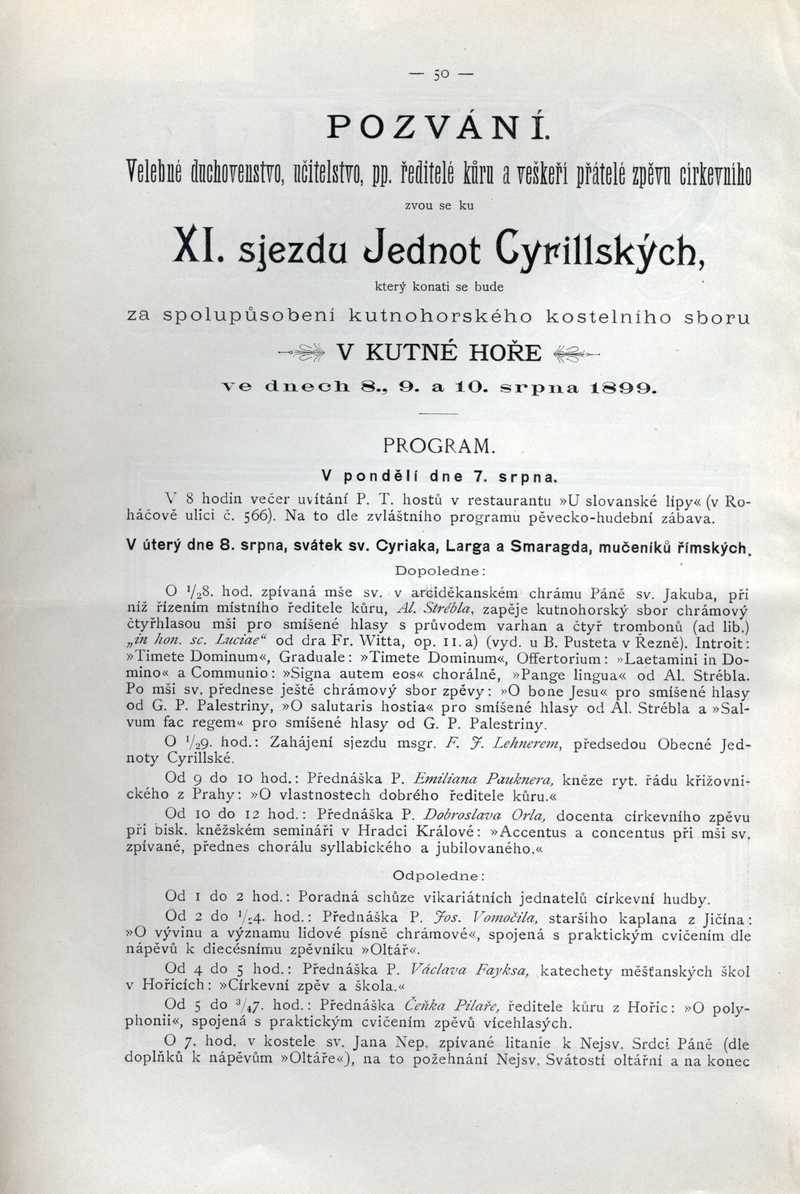 — 50 —
POZVÁNÍ.
Velebné duchovenstvo, učitelstvo, pp. ředitelé kůru a veškeří přátelé zpěvu církevního
zvou se ku
XI. sjezdu Jednot Cyrillských,
který konati se bude
za spolupůsobení kutnohorského kostelního sboru
V KUTNÉ HOŘE
ve dnech 8., 9. a 10. srpna 1899.
PROGRAM.
V pondělí dne 7. srpna.
V 8 hodin večer uvítání P. T. hostů v restaurantu »U slovanské lípy« (v Ro-
háčově ulici č. 566). Na to dle zvláštního programu pěvecko-hudební zábava.
V úterý dne 8. srpna, svátek sv. Cyriaka, Larga a Smaragda, mučeníků římských.
Dopoledne:
O ½8. hod. zpívaná mše sv. v arciděkanském chrámu Páně sv. Jakuba, při
níž řízením místního ředitele kůru, Al. Strébla, zapěje kutnohorský sbor chrámový
čtyřhlasou mši pro smíšené hlasy s průvodem varhan a čtyř trombonů (ad lib.)
„in hon. sc. Luciae“ od dra Fr. Witta, op. 11. a) (vyd. u B. Pusteta v Řezně). Introit:
»Timete Dominum«, Graduale: »Timete Dominum«, Offertorium: »Laetamini in Do-
mino« a Communio: »Signa autem eos« chorálně, »Pange lingua« od Al. Strébla.
Po mši sv. přednese ještě chrámový sbor zpěvy: »O bone Jesu« pro smíšené hlasy
od G. P. Palestriny, »O salutaris hostia« pro smíšené hlasy od Al. Strébla a »Sal-
vum fac regem« pro smíšené hlasy od G. P. Palestriny.
O ½9. hod.: Zahájení sjezdu msgr. F. J. Lehnerem, předsedou Obecné Jed-
noty Cyrillské.
Od 9 do 10 hod.: Přednáška P. Emiliana Pauknera, kněze ryt. řádu křížovni-
ckého z Prahy: »O vlastnostech dobrého ředitele kůru.«
Od 10 do 12 hod.: Přednáška P. Dobroslava Orla, docenta církevního zpěvu
při bisk. kněžském semináři v Hradci Králové: »Accentus a concentus při mši sv.
zpívané, přednes chorálu syllabického a jubilovaného.«
Odpoledne:
Od 1 do 2 hod.: Poradná schůze vikariátních jednatelů církevní hudby.
Od 2 do ½4. hod.: Přednáška P. Jos. Vomočila, staršího kaplana z Jičína:
»O vývinu a významu lidové písně chrámové«, spojená s praktickým cvičením dle
nápěvů k diecésnímu zpěvníku »Oltář«.
Od 4 do 5 hod.: Přednáška P. Václava Fayksa, katechety měšťanských škol
v Hořicích: »Církevní zpěv a škola.«
Od 5 do ¾7. hod.: Přednáška Čeňka Pilaře, ředitele kůru z Hořic: »O poly-
phonii«, spojená s praktickým cvičením zpěvů vícehlasých.
O 7. hod. v kostele sv. Jana Nep. zpívané litanie k Nejsv. Srdci Páně (dle
doplňků k nápěvům »Oltáře«), na to požehnání Nejsv. Svátostí oltářní a na konec